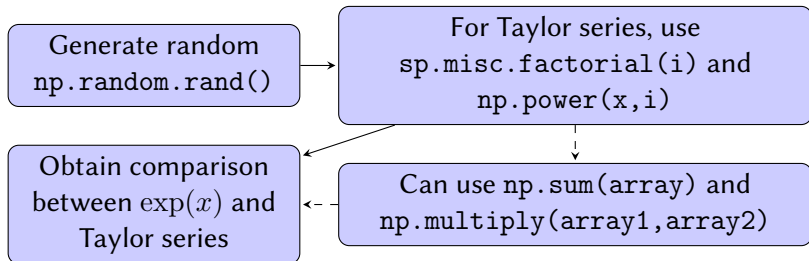 Generate random
np.random.rand()
For Taylor series, use
sp.misc.factorial(i) and
np.power(x,i)
Obtain comparison
between exp(x) and
Taylor series
Can use np.sum(array) and
np.multiply(array1,array2)